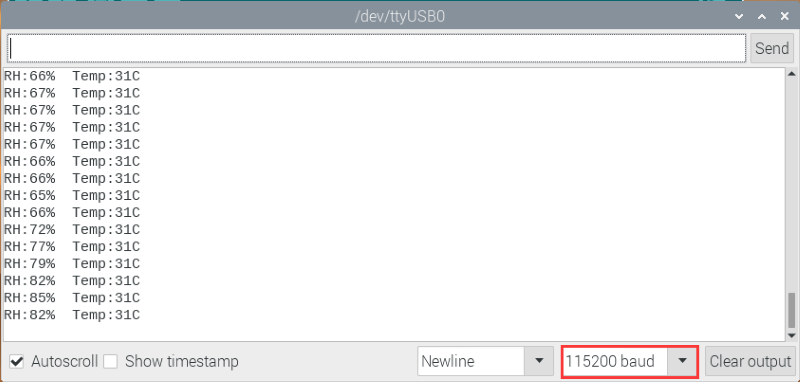 /dev/ttyUSB0
Send
RH:66%  Temp:31C
RH:67%  Temp:31C
RH:67%  Temp:31C
RH:67%  Temp:31C
RH:67%  Temp:31C
RH:66%  Temp:31C
RH:66%  Temp:31C
RH:65%  Temp:31C
RH:66%  Temp:31C
RH:72%  Temp:31C
RH:77%  Temp:31C
RH:79%  Temp:31C
RH:82%  Temp:31C
RH:85%  Temp:31C
RH:82%  Temp:31C
Autoscroll Show timestamp Newline 115200 baud Clear output